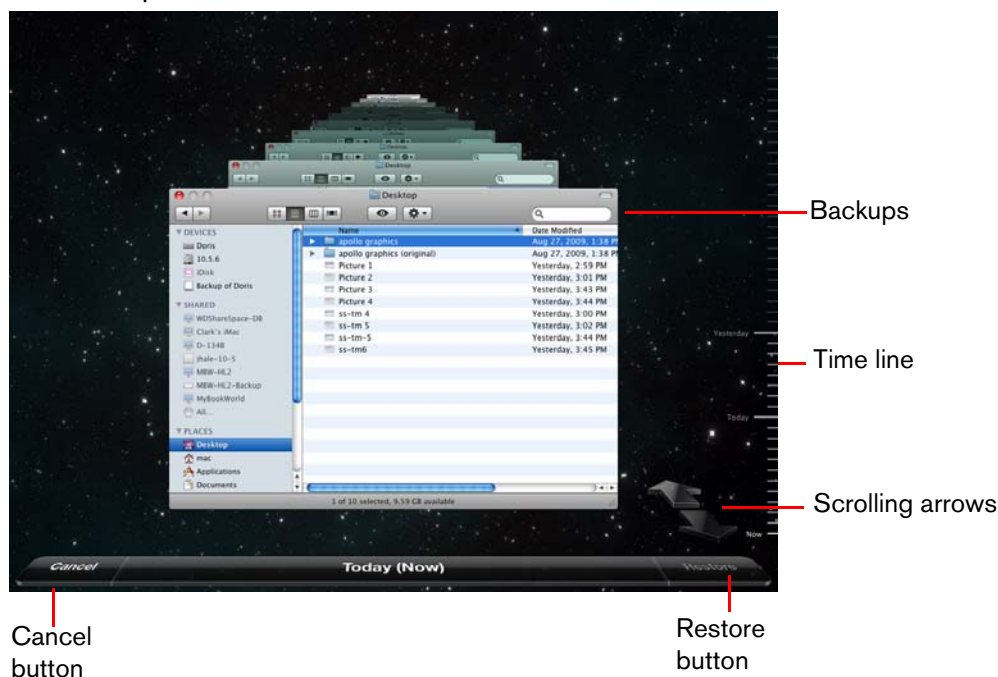 Desktop
Desktop
Desktop
Name Date Modified
▼ DEVICES
Doris
10.5.6
iDisk
Backup of Doris
▼ SHARED
WDShareSpace-DB
Clark's iMac
D-1348
jhale-10-5
MBW-HL2
MBW-HL2-Backup
MyBookWorld
All...
▼ PLACES
Desktop
mac
Applications
Documents
apollo graphics Aug 27, 2009, 1:38 P
apollo graphics (original) Aug 27, 2009, 1:38 P
Picture 1 Yesterday, 2:59 PM
Picture 2 Yesterday, 3:01 PM
Picture 3 Yesterday, 3:43 PM
Picture 4 Yesterday, 3:44 PM
ss-tm 4 Yesterday, 3:00 PM
ss-tm 5 Yesterday, 3:02 PM
ss-tm-5 Yesterday, 3:44 PM
ss-tm6 Yesterday, 3:45 PM
1 of 10 selected, 9.59 GB available
Backups
Yesterday
Time line
Today
Scrolling arrows
Now
Cancel Today (Now) Restore
Cancel
button
Restore
button